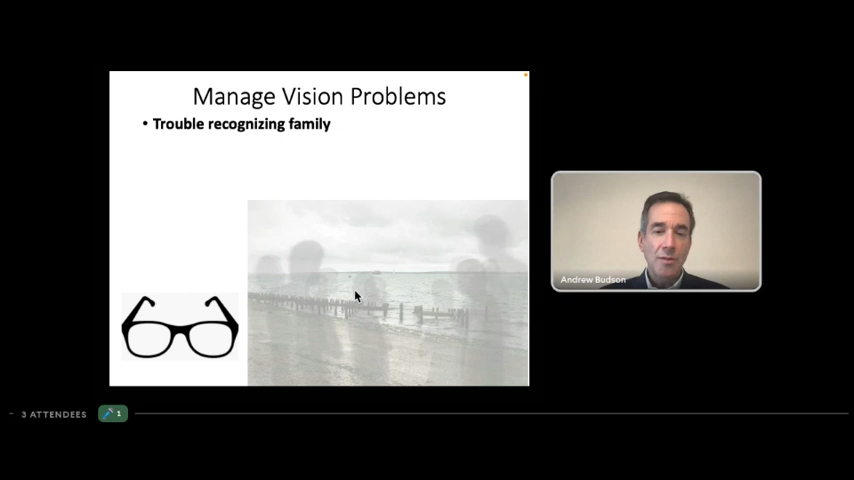 Manage Vision Problems
• Trouble recognizing family
Andrew Budson
3 ATTENDEES
1